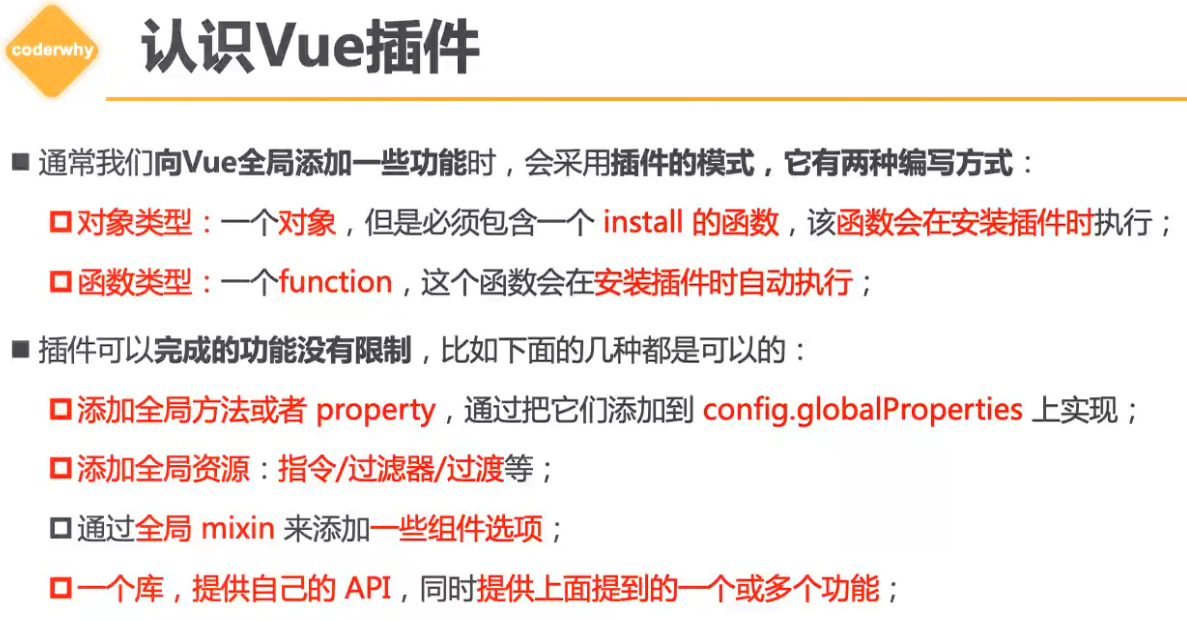 coderwhy
认识Vue插件
通常我们向Vue全局添加一些功能时，会采用插件的模式，它有两种编写方式：
对象类型：一个对象，但是必须包含一个 install 的函数，该函数会在安装插件时执行；
函数类型：一个function，这个函数会在安装插件时自动执行；
插件可以完成的功能没有限制，比如下面的几种都是可以的：
添加全局方法或者 property，通过把它们添加到 config.globalProperties 上实现；
添加全局资源：指令/过滤器/过渡等；
通过全局 mixin 来添加一些组件选项；
一个库，提供自己的 API，同时提供上面提到的一个或多个功能；